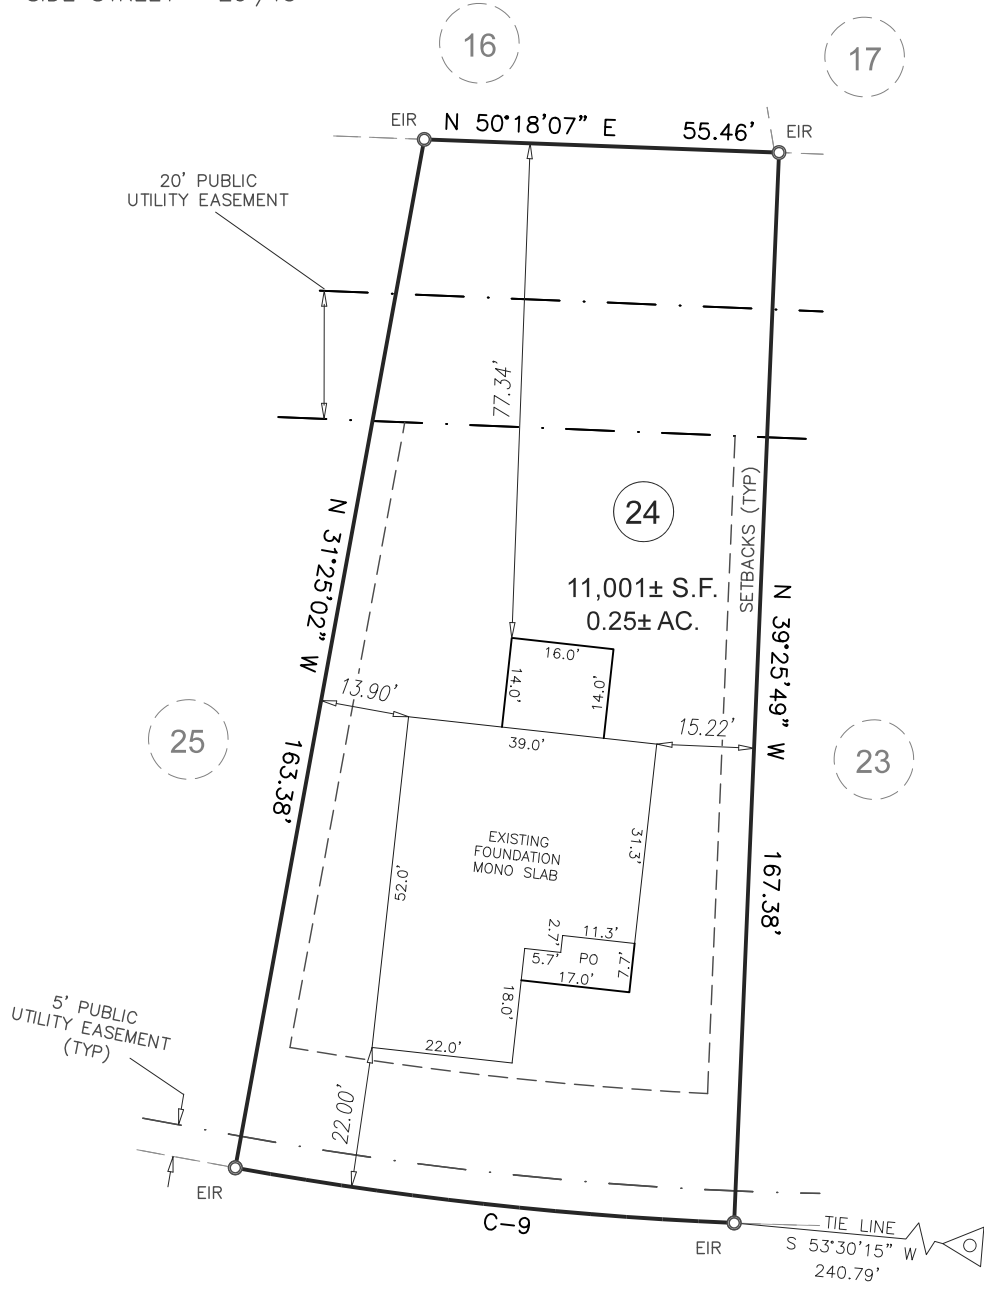 16
17
EIR
N 50°18'07" E
55.46'
EIR
20' PUBLIC
UTILITY EASEMENT
77.34'
24
SETBACKS (TYP)
11,001± S.F.
0.25± AC.
N 31°25'02" W
163.38'
N 39°25'49" W
167.38'
16.0'
14.0'
14.0'
13.90'
39.0'
15.22'
25
23
EXISTING
FOUNDATION
MONO SLAB
31.3'
52.0'
2.7'
11.3'
5.7'
PO
7.7'
17.0'
18.0'
22.0'
22.00'
5' PUBLIC
UTILITY EASEMENT
(TYP)
EIR
C-9
EIR
TIE LINE
S 53°30'15" W
240.79'